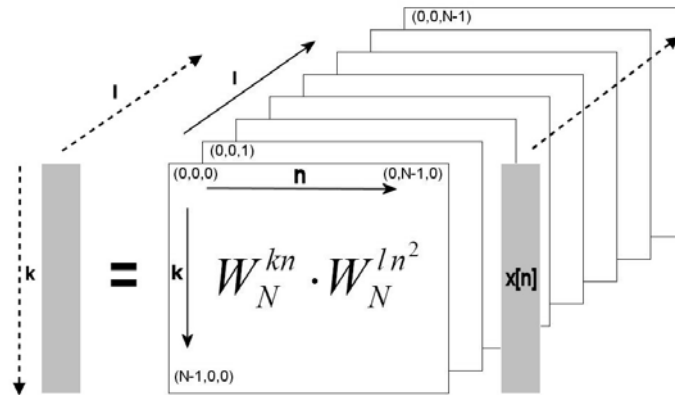 (0,0,N-1)
l
l
(0,0,1)
(0,0,0) n (0,N-1,0)
k = k W_N^{kn} · W_N^{ln^2} x[n]
(N-1,0,0)